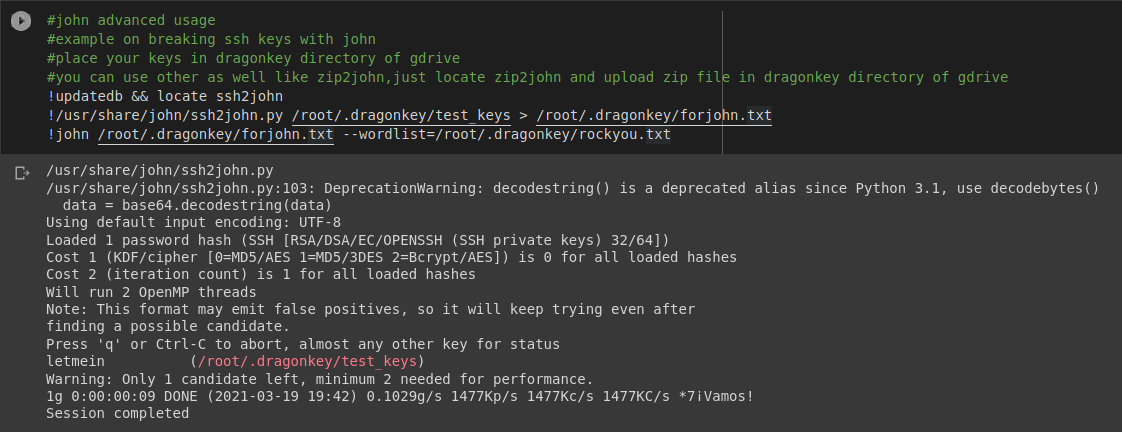 #john advanced usage
#example on breaking ssh keys with john
#place your keys in dragonkey directory of gdrive
#you can use other as well like zip2john,just locate zip2john and upload zip file in dragonkey directory of gdrive
!updatedb && locate ssh2john
!/usr/share/john/ssh2john.py /root/.dragonkey/test_keys > /root/.dragonkey/forjohn.txt
!john /root/.dragonkey/forjohn.txt --wordlist=/root/.dragonkey/rockyou.txt
/usr/share/john/ssh2john.py
/usr/share/john/ssh2john.py:103: DeprecationWarning: decodestring() is a deprecated alias since Python 3.1, use decodebytes()
  data = base64.decodestring(data)
Using default input encoding: UTF-8
Loaded 1 password hash (SSH [RSA/DSA/EC/OPENSSH (SSH private keys) 32/64])
Cost 1 (KDF/cipher [0=MD5/AES 1=MD5/3DES 2=Bcrypt/AES]) is 0 for all loaded hashes
Cost 2 (iteration count) is 1 for all loaded hashes
Will run 2 OpenMP threads
Note: This format may emit false positives, so it will keep trying even after
finding a possible candidate.
Press 'q' or Ctrl-C to abort, almost any other key for status
letmein          (/root/.dragonkey/test_keys)
Warning: Only 1 candidate left, minimum 2 needed for performance.
1g 0:00:00:09 DONE (2021-03-19 19:42) 0.1029g/s 1477Kp/s 1477Kc/s 1477KC/s *7¡Vamos!
Session completed